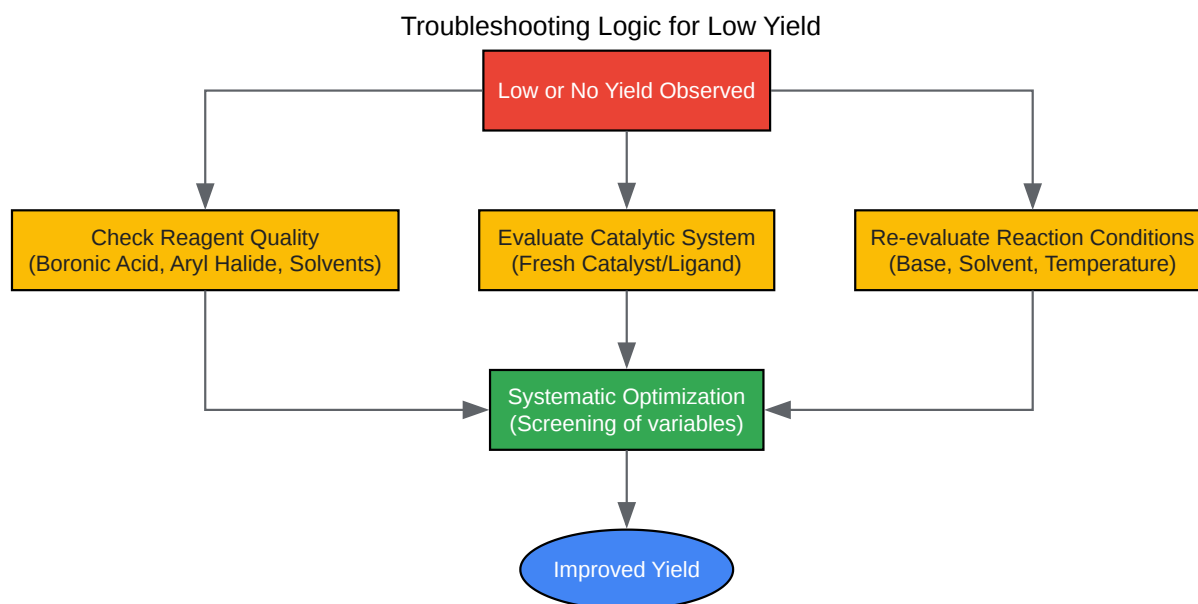 Troubleshooting Logic for Low Yield
Low or No Yield Observed
Check Reagent Quality
(Boronic Acid, Aryl Halide, Solvents)
Evaluate Catalytic System
(Fresh Catalyst/Ligand)
Re-evaluate Reaction Conditions
(Base, Solvent, Temperature)
Systematic Optimization
(Screening of variables)
Improved Yield